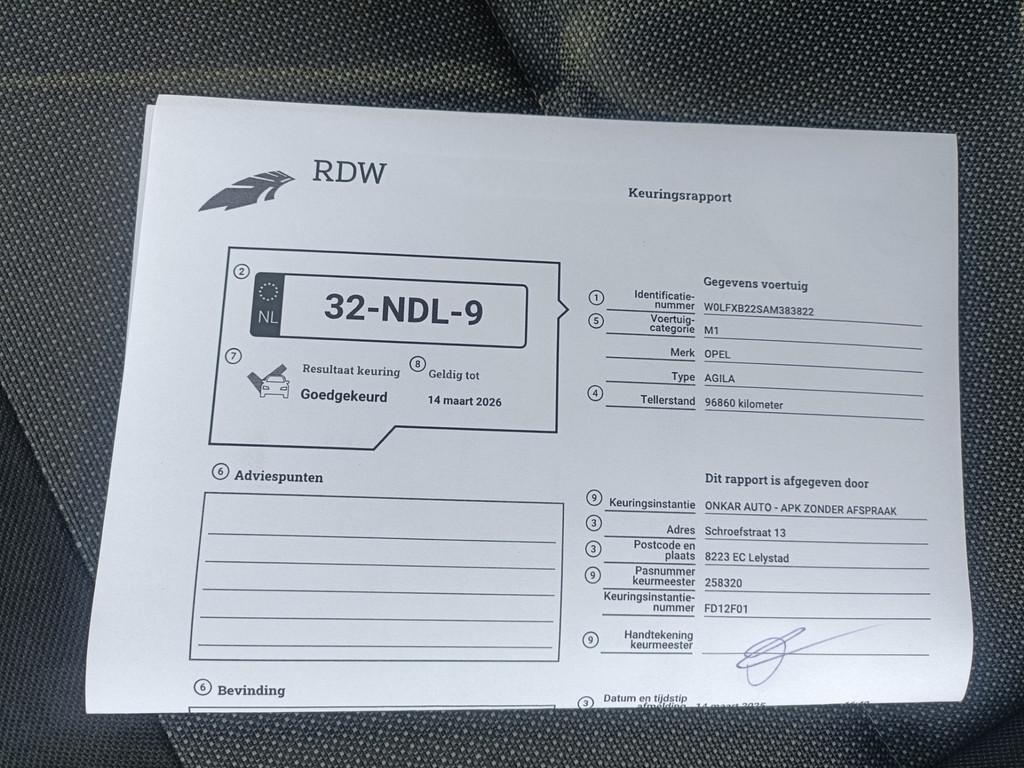 RDW
Keuringsrapport
2
NL
32-NDL-9
7
Resultaat keuring
8
Geldig tot
Goedgekeurd
14 maart 2026
Gegevens voertuig
1 Identificatie-
nummer W0LFXB22SAM383822
5 Voertuig-
categorie M1
Merk OPEL
Type AGILA
4 Tellerstand 96860 kilometer
6 Adviespunten
Dit rapport is afgegeven door
9 Keuringsinstantie ONKAR AUTO - APK ZONDER AFSPRAAK
3 Adres Schroefstraat 13
3 Postcode en
plaats 8223 EC Lelystad
9 Pasnummer
keurmeester 258320
Keuringsinstantie-
nummer FD12F01
9 Handtekening
keurmeester
6 Bevinding
3 Datum en tijdstip
afmelding 14 maart 2025